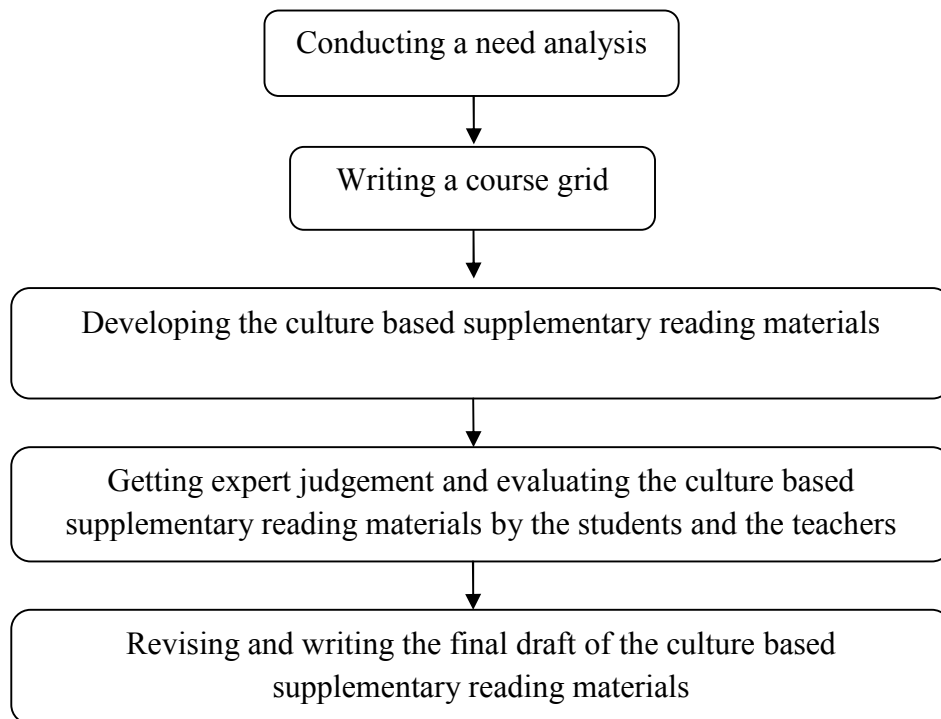 Conducting a need analysis
Writing a course grid
Developing the culture based supplementary reading materials
Getting expert judgement and evaluating the culture based
supplementary reading materials by the students and the teachers
Revising and writing the final draft of the culture based
supplementary reading materials